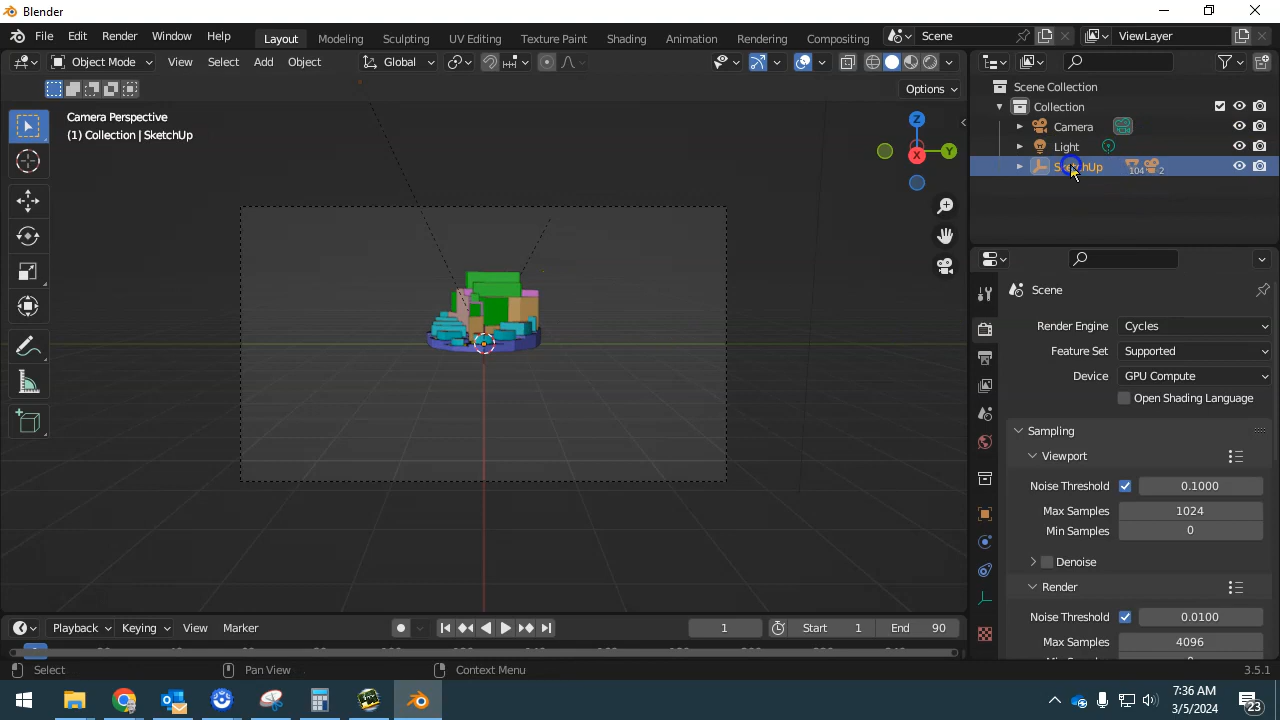 Blender
File Edit Render Window Help
Layout Modeling Sculpting UV Editing Texture Paint Shading Animation Rendering Compositing
Scene
ViewLayer
Object Mode View Select Add Object
Global
Options
Camera Perspective
(1) Collection | SketchUp
Z
Y
X
Scene Collection
Collection
Camera
Light
SketchUp 104 2
Scene
Render Engine Cycles
Feature Set Supported
Device GPU Compute
Open Shading Language
Sampling
Viewport
Noise Threshold 0.1000
Max Samples 1024
Min Samples 0
Denoise
Render
Noise Threshold 0.0100
Max Samples 4096
Playback Keying View Marker
1
Start 1
End 90
Select
Pan View
Context Menu
3.5.1
7:36 AM
3/5/2024
23